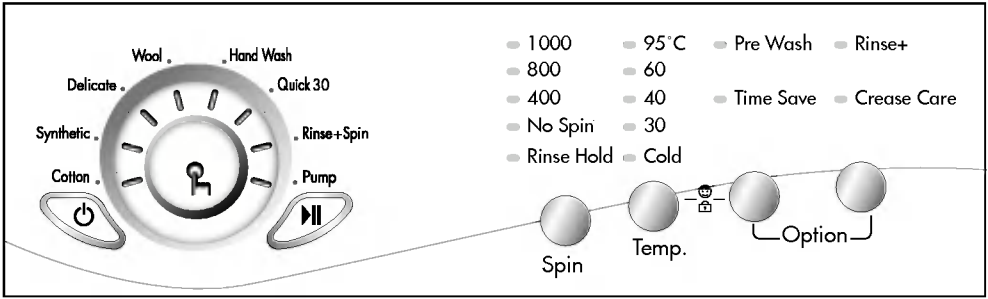 Wool
Hand Wash
Delicate
Quick 30
Synthetic
Rinse+Spin
Cotton
Pump
1000
95°C
Pre Wash
Rinse+
800
60
400
40
Time Save
Crease Care
No Spin
30
Rinse Hold
Cold
Spin
Temp.
Option